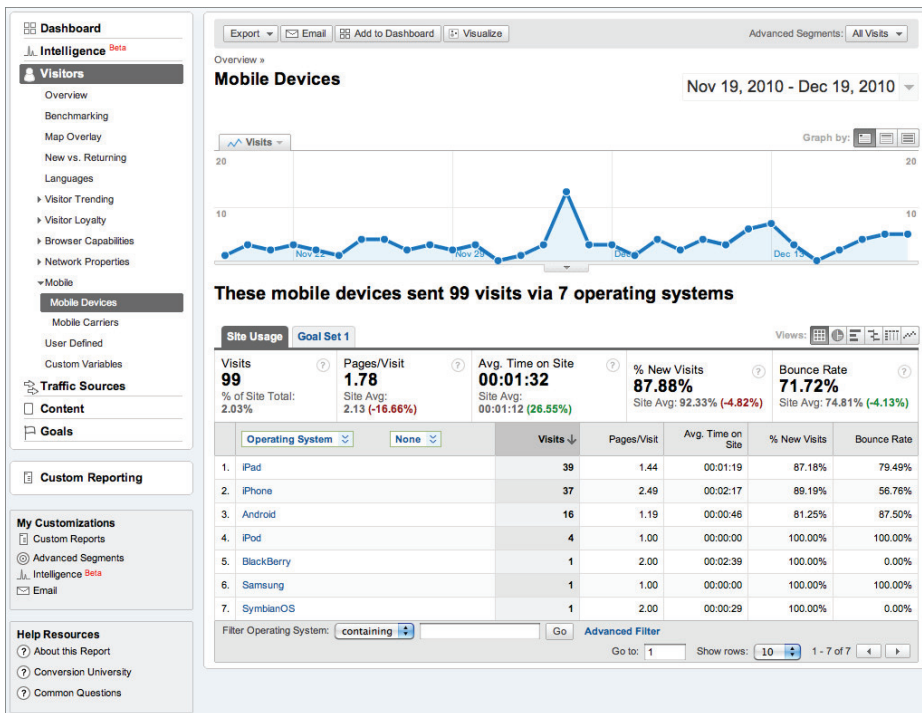 Dashboard
Intelligence Beta
Visitors
Overview
Benchmarking
Map Overlay
New vs. Returning
Languages
Visitor Trending
Visitor Loyalty
Browser Capabilities
Network Properties
Mobile
Mobile Devices
Mobile Carriers
User Defined
Custom Variables
Traffic Sources
Content
Goals
Custom Reporting
My Customizations
Custom Reports
Advanced Segments
Intelligence Beta
Email
Help Resources
? About this Report
? Conversion University
? Common Questions
Export Email Add to Dashboard Visualize Advanced Segments: All Visits
Overview »
Mobile Devices
Nov 19, 2010 - Dec 19, 2010
Visits Graph by:
20 20
10 10
Nov 22 Nov 29 Dec Dec 13
These mobile devices sent 99 visits via 7 operating systems
Site Usage Goal Set 1 Views:
Visits ?
99
% of Site Total:
2.03%
Pages/Visit ?
1.78
Site Avg:
2.13 (-16.66%)
Avg. Time on Site ?
00:01:32
Site Avg:
00:01:12 (26.55%)
% New Visits ?
87.88%
Site Avg: 92.33% (-4.82%)
Bounce Rate ?
71.72%
Site Avg: 74.81% (-4.13%)
Operating System None Visits Pages/Visit Avg. Time on Site % New Visits Bounce Rate
1. iPad 39 1.44 00:01:19 87.18% 79.49%
2. iPhone 37 2.49 00:02:17 89.19% 56.76%
3. Android 16 1.19 00:00:46 81.25% 87.50%
4. iPod 4 1.00 00:00:00 100.00% 100.00%
5. BlackBerry 1 2.00 00:02:39 100.00% 0.00%
6. Samsung 1 1.00 00:00:00 100.00% 100.00%
7. SymbianOS 1 2.00 00:00:29 100.00% 0.00%
Filter Operating System: containing Go Advanced Filter
Go to: 1 Show rows: 10 1 - 7 of 7